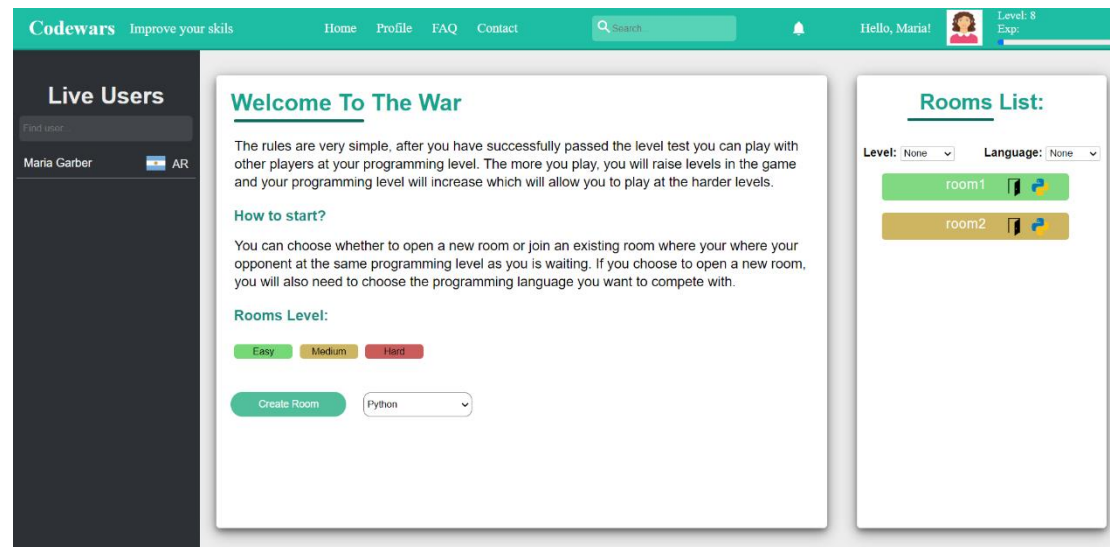 Codewars Improve your skils Home Profile FAQ Contact Search Hello, Maria! Level: 8
Exp:
Live Users
Find user...
Maria Garber AR
Welcome To The War
The rules are very simple, after you have successfully passed the level test you can play with
other players at your programming level. The more you play, you will raise levels in the game
and your programming level will increase which will allow you to play at the harder levels.
How to start?
You can choose whether to open a new room or join an existing room where your where your
opponent at the same programming level as you is waiting. If you choose to open a new room,
you will also need to choose the programming language you want to compete with.
Rooms Level:
Easy Medium Hard
Create Room Python
Rooms List:
Level: None Language: None
room1
room2